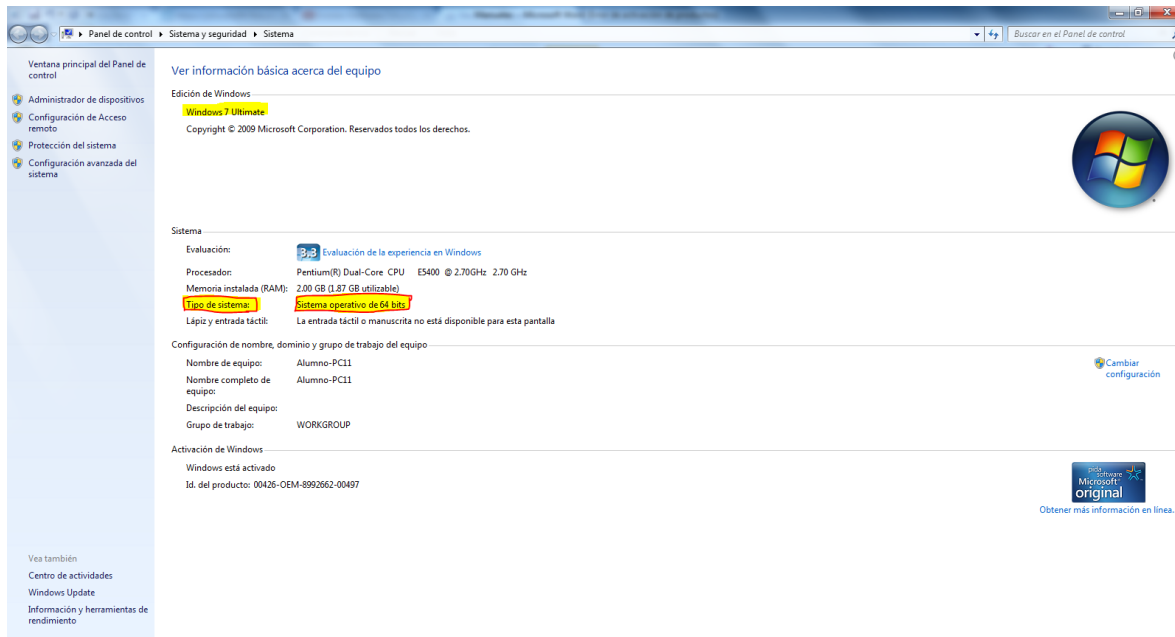 Panel de control ▸ Sistema y seguridad ▸ Sistema
Buscar en el Panel de control
Ventana principal del Panel de
control
Administrador de dispositivos
Configuración de Acceso
remoto
Protección del sistema
Configuración avanzada del
sistema
Ver información básica acerca del equipo
Edición de Windows
Windows 7 Ultimate
Copyright © 2009 Microsoft Corporation. Reservados todos los derechos.
Sistema
Evaluación: 3,3 Evaluación de la experiencia en Windows
Procesador: Pentium(R) Dual-Core CPU E5400 @ 2.70GHz 2.70 GHz
Memoria instalada (RAM): 2.00 GB (1.87 GB utilizable)
Tipo de sistema: Sistema operativo de 64 bits
Lápiz y entrada táctil: La entrada táctil o manuscrita no está disponible para esta pantalla
Configuración de nombre, dominio y grupo de trabajo del equipo
Nombre de equipo: Alumno-PC11
Cambiar
configuración
Nombre completo de
equipo:
Alumno-PC11
Descripción del equipo:
Grupo de trabajo: WORKGROUP
Activación de Windows
Windows está activado
Id. del producto: 00426-OEM-8992662-00497
pida
software
Microsoft
original
Obtener más información en línea.
Vea también
Centro de actividades
Windows Update
Información y herramientas de
rendimiento